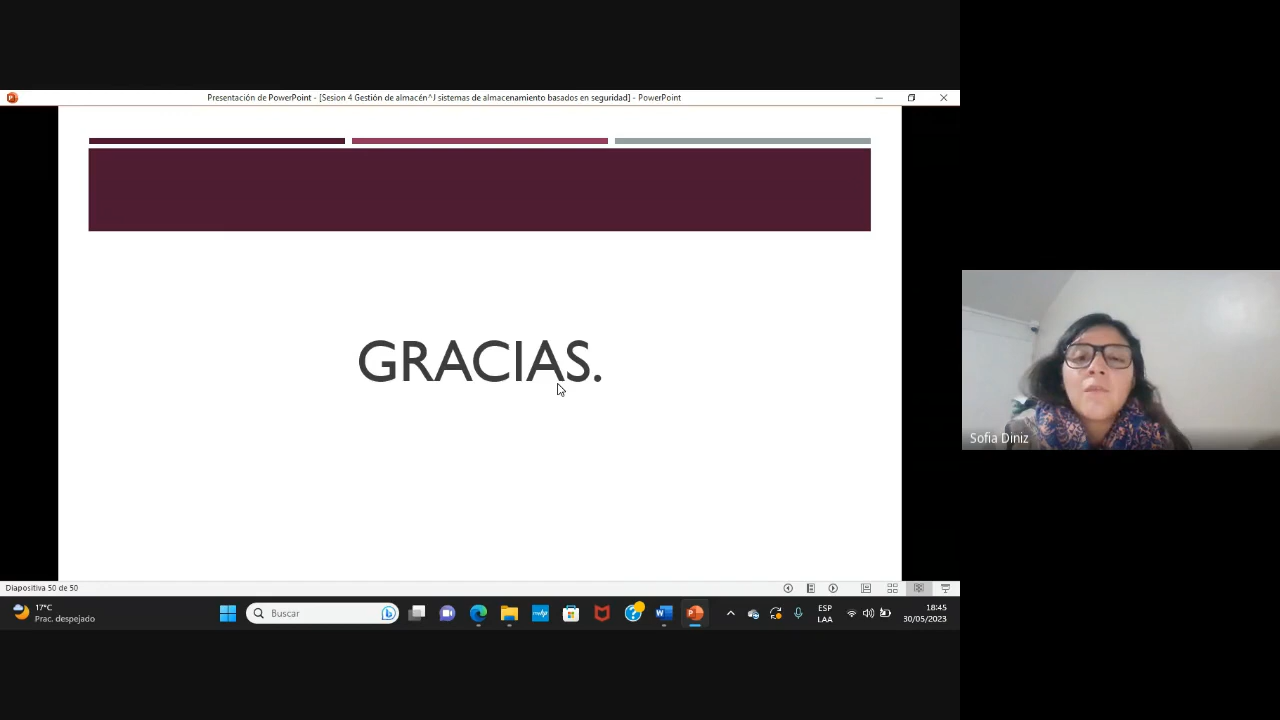 Presentación de PowerPoint - [Sesion 4 Gestión de almacén^J sistemas de almacenamiento basados en seguridad] - PowerPoint
GRACIAS.
Sofia Diniz
Diapositiva 50 de 50
17°C
Prac. despejado
Buscar
ESP
LAA
18:45
30/05/2023